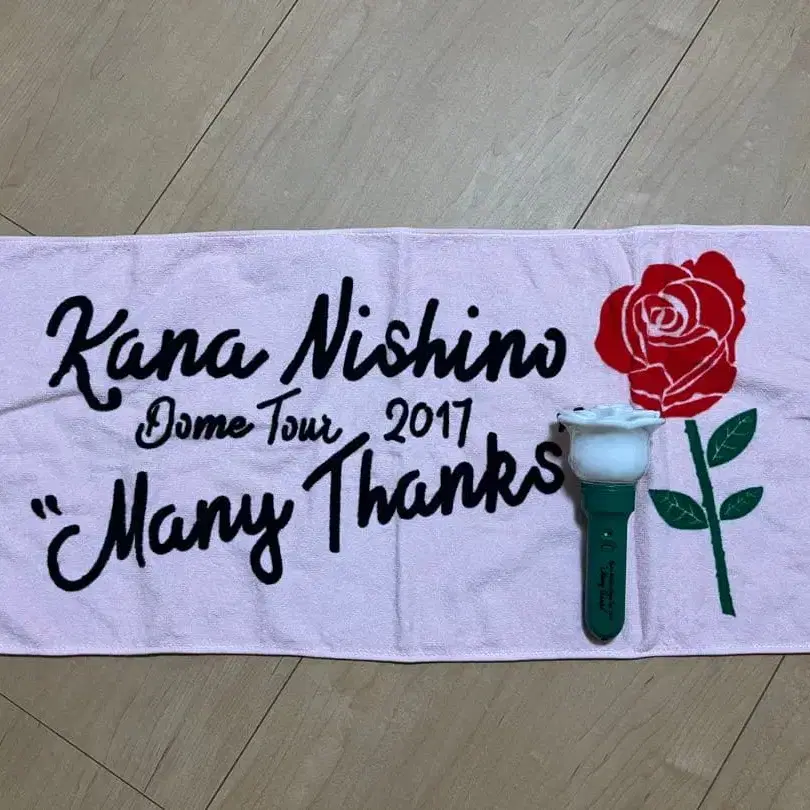 Kana Nishino
Dome Tour 2017
"Many Thanks